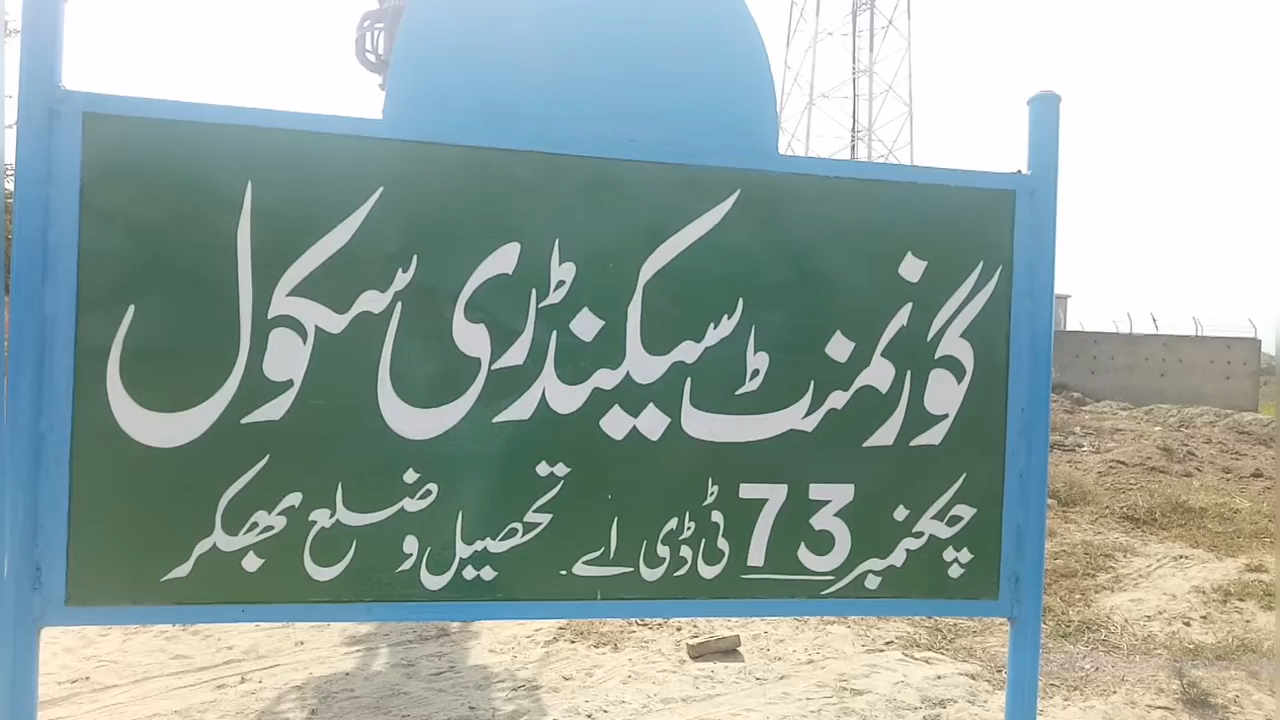 گورنمنٹ سیکنڈری سکول
چکنمبر 73 ٹی ڈی اے تحصیل و ضلع بھکر